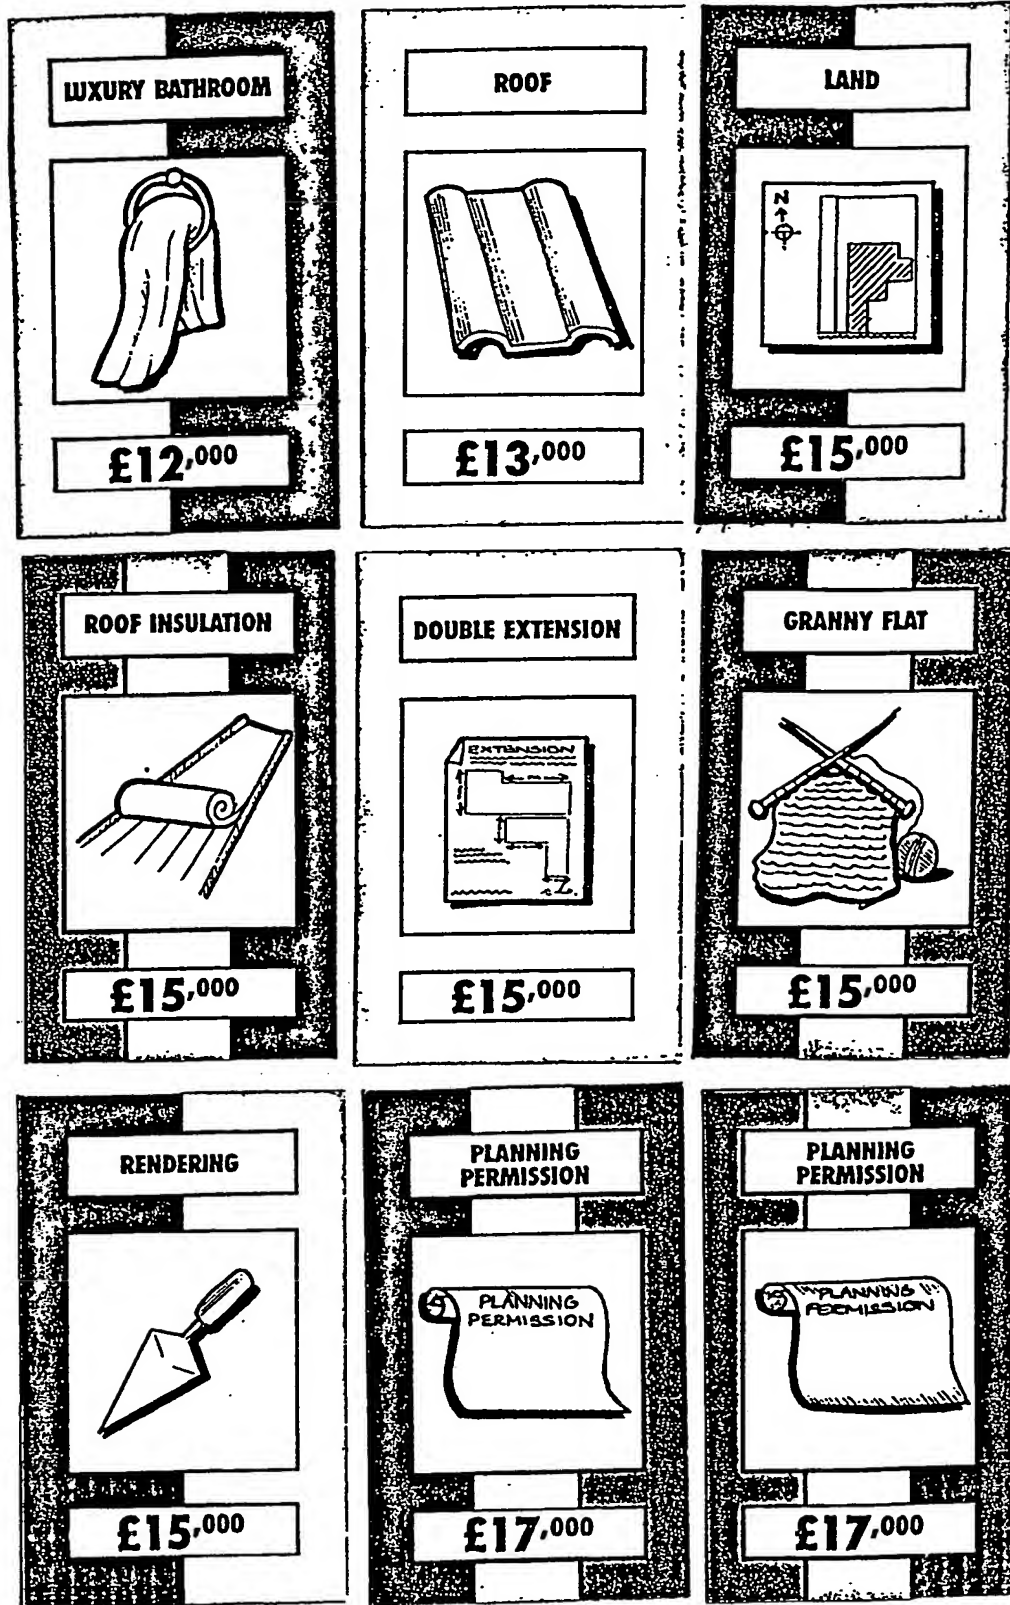 LUXURY BATHROOM
£12,000
ROOF
£13,000
LAND
N
£15,000
ROOF INSULATION
£15,000
DOUBLE EXTENSION
EXTENSION
£15,000
GRANNY FLAT
£15,000
RENDERING
£15,000
PLANNING
PERMISSION
PLANNING
PERMISSION
£17,000
PLANNING
PERMISSION
PLANNING
PERMISSION
£17,000